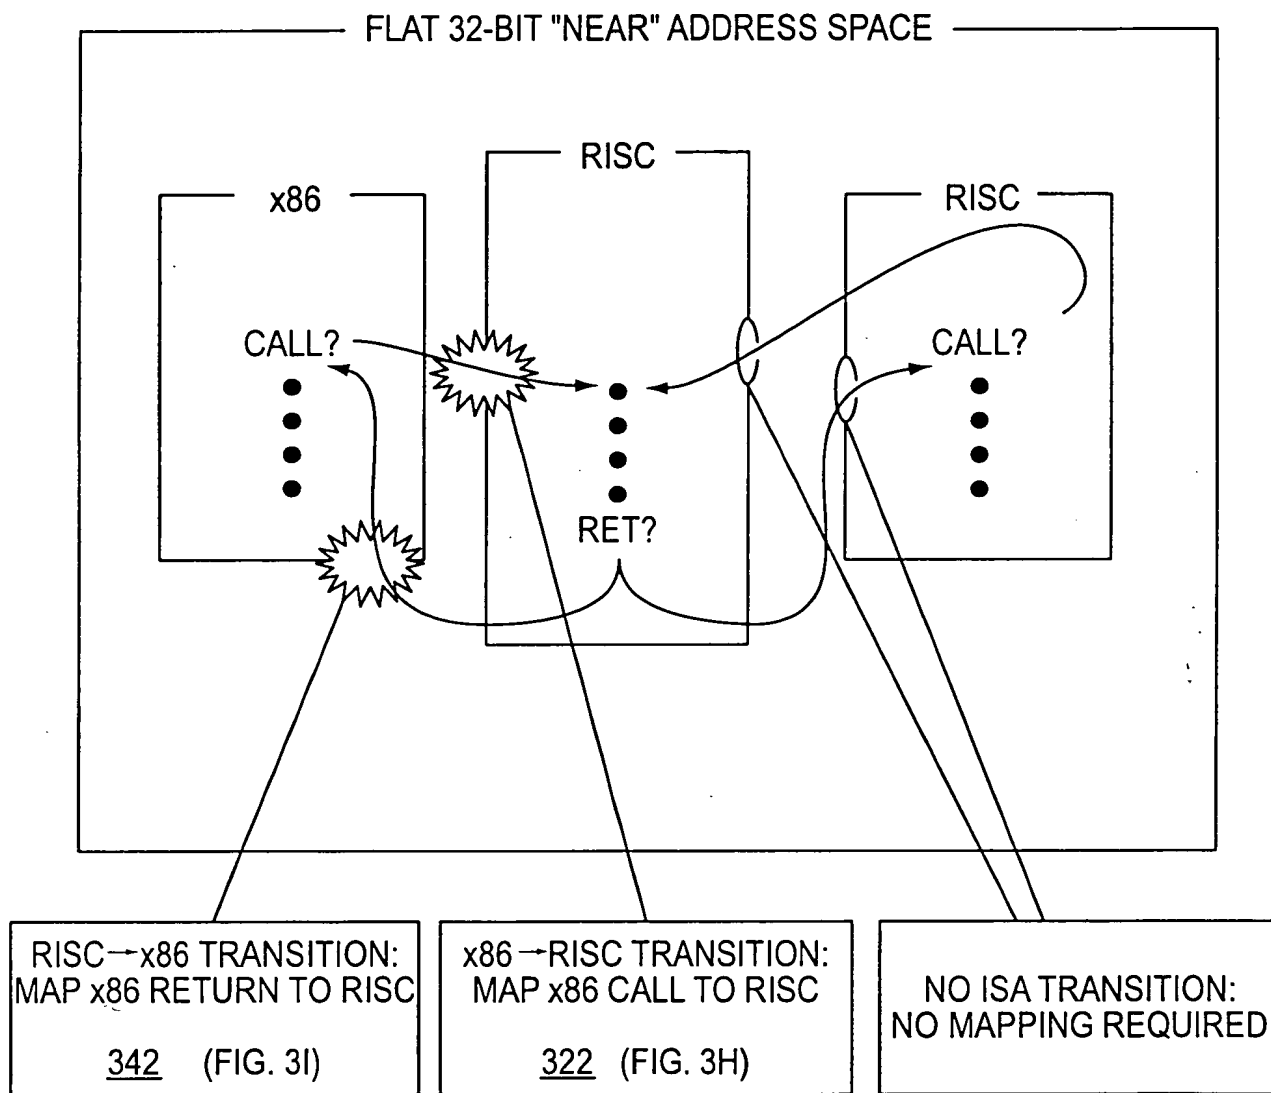 FLAT 32-BIT "NEAR" ADDRESS SPACE
RISC
x86
RISC
CALL?
CALL?
RET?
RISC→x86 TRANSITION:
MAP x86 RETURN TO RISC
342 (FIG. 3I)
x86→RISC TRANSITION:
MAP x86 CALL TO RISC
322 (FIG. 3H)
NO ISA TRANSITION:
NO MAPPING REQUIRED